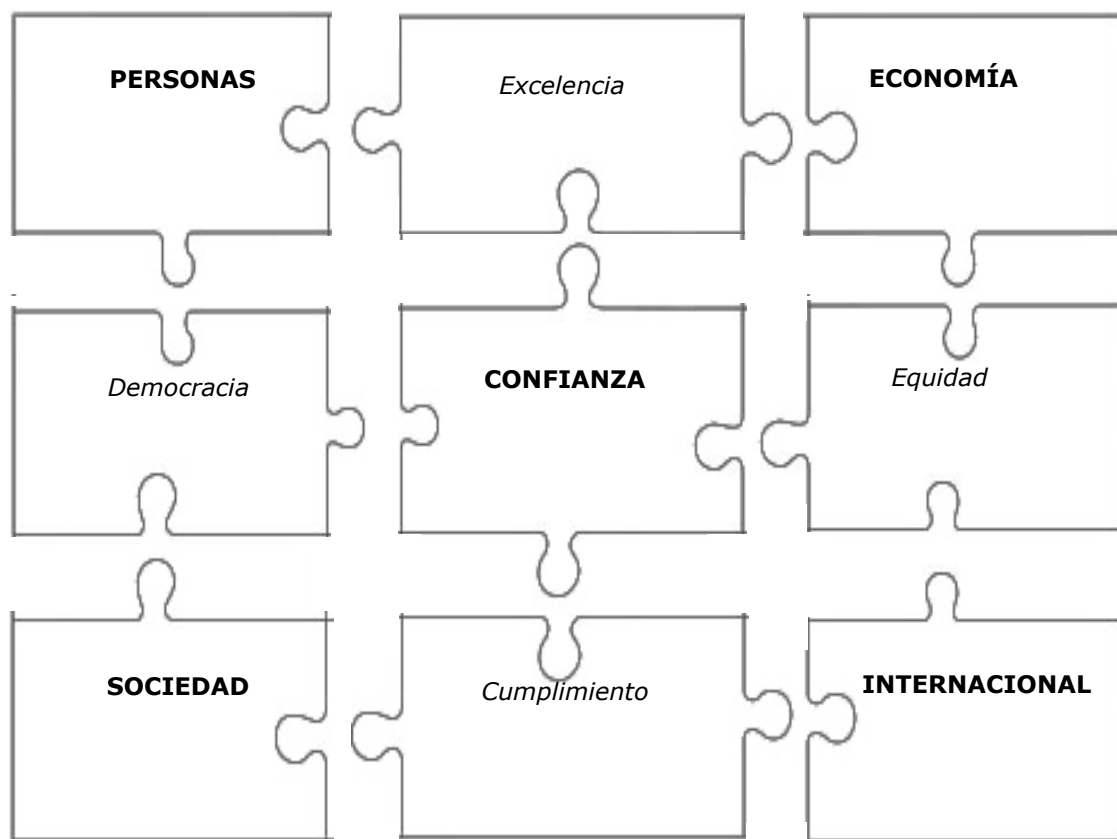 PERSONAS
Excelencia
ECONOMÍA
Democracia
CONFIANZA
Equidad
SOCIEDAD
Cumplimiento
INTERNACIONAL